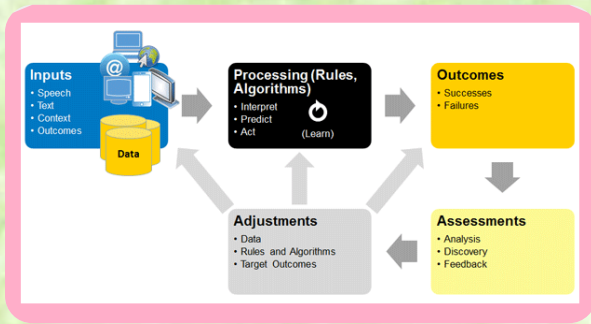 Inputs
• Speech
• Text
• Context
• Outcomes
@
Data
Processing (Rules,
Algorithms)
• Interpret
• Predict
• Act
(Learn)
Outcomes
• Successes
• Failures
Assessments
• Analysis
• Discovery
• Feedback
Adjustments
• Data
• Rules and Algorithms
• Target Outcomes